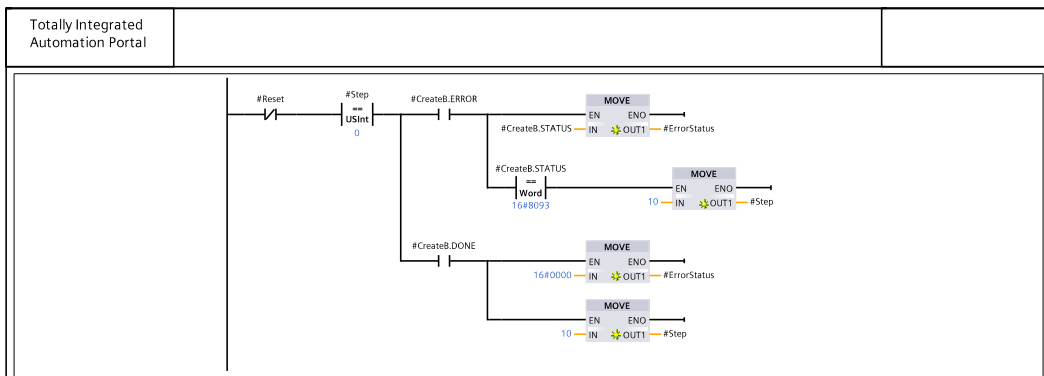 Totally Integrated
Automation Portal
#Reset
#Step
==
USInt
0
#CreateB.ERROR
MOVE
EN ENO
#CreateB.STATUS IN OUT1 #ErrorStatus
#CreateB.STATUS
==
Word
16#8093
MOVE
EN ENO
10 IN OUT1 #Step
#CreateB.DONE
MOVE
EN ENO
16#0000 IN OUT1 #ErrorStatus
MOVE
EN ENO
10 IN OUT1 #Step